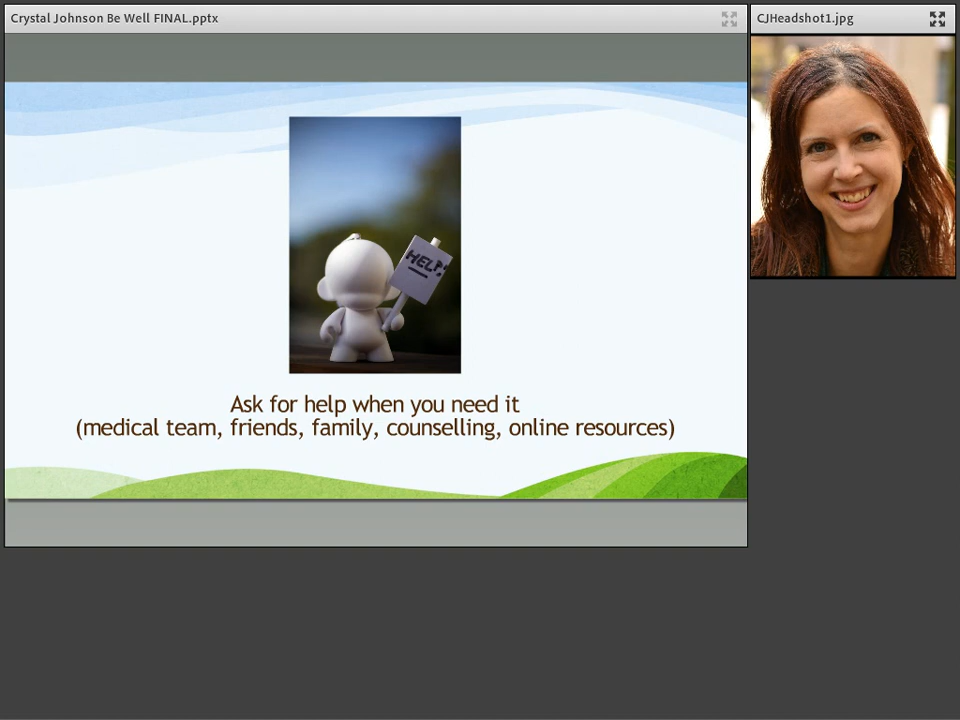 Crystal Johnson Be Well FINAL.pptx
CJHeadshot1.jpg
HELP!
Ask for help when you need it
(medical team, friends, family, counselling, online resources)